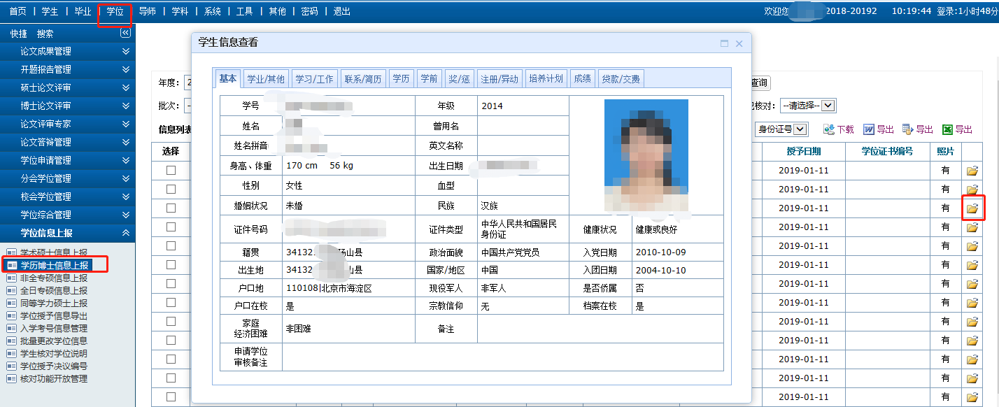 首页 | 学生 | 毕业 | 学位 | 导师 | 学科 | 系统 | 工具 | 其他 | 密码 | 退出
欢迎您 2018-20192 10:19:44 登录:1小时48分
快捷 搜索
论文成果管理
开题报告管理
硕士论文评审
博士论文评审
论文评审专家
论文答辩管理
学位申请管理
分会学位管理
校会学位管理
学位综合管理
学位信息上报
学术硕士信息上报
学历博士信息上报
非全专硕信息上报
全日专硕信息上报
同等学力硕士上报
学位授予信息导出
入学考号信息管理
批量更改学位信息
学生核对学位说明
学位授予决议编号
核对功能开放管理
年度: 2
批次: --
信息列表
选择
学生信息查看
基本 学业/其他 学习/工作 联系/简历 学历 学前 奖/惩 注册/异动 培养计划 成绩 贷款/交费
学号 年级 2014
姓名 曾用名
姓名拼音 英文名称
身高、体重 170 cm 56 kg 出生日期
性别 女性 血型
婚姻状况 未婚 民族 汉族
证件号码 证件类型 中华人民共和国居民
身份证 健康状况 健康或良好
籍贯 34132 砀山县 政治面貌 中国共产党党员 入党日期 2010-10-09
出生地 34132 山县 国家/地区 中国 入团日期 2004-10-10
户口地 110108|北京市海淀区 现役军人 非军人 是否侨属 否
户口在校 是 宗教信仰 无 档案在校 是
家庭
经济困难 非困难 备注
申请学位
审核备注
查询
核对: --请选择--
身份证号 下载 导出 导出 导出
授予日期 学位证书编号 照片
2019-01-11 有
2019-01-11 有
2019-01-11 有
2019-01-11 有
2019-01-11 有
2019-01-11 有
2019-01-11 有
2019-01-11 有
2019-01-11 有
2019-01-11 有
2019-01-11 有
2019-01-11 有
2019-01-11 有